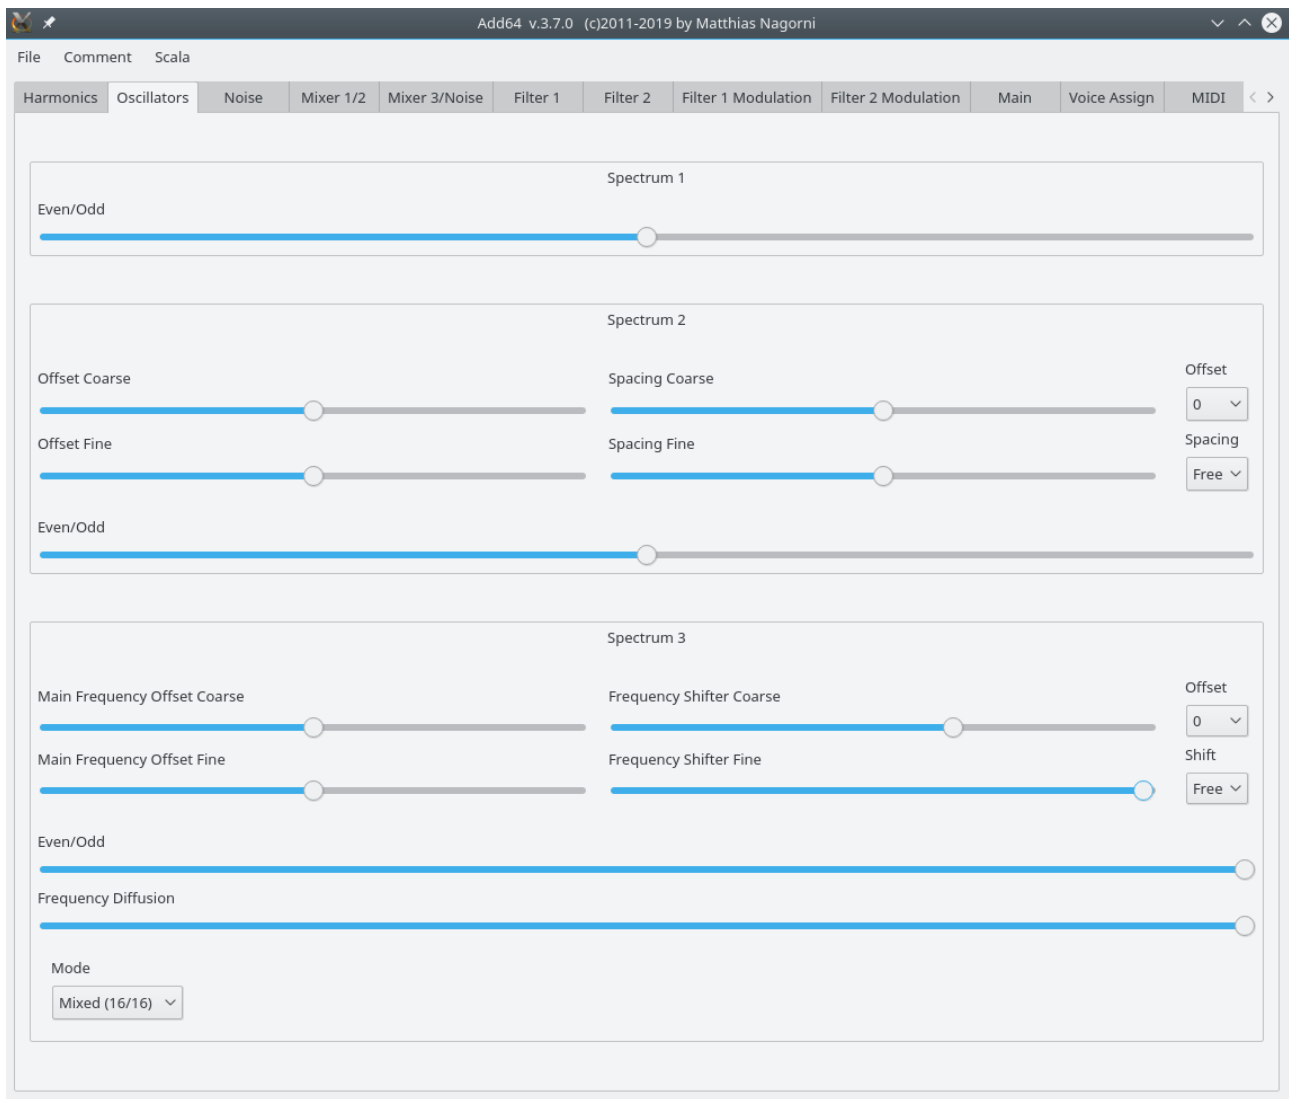 Add64 v.3.7.0 (c)2011-2019 by Matthias Nagorni
File Comment Scala
Harmonics Oscillators Noise Mixer 1/2 Mixer 3/Noise Filter 1 Filter 2 Filter 1 Modulation Filter 2 Modulation Main Voice Assign MIDI
Spectrum 1
Even/Odd
Spectrum 2
Offset
Offset Coarse Spacing Coarse
0
Offset Fine Spacing Fine Spacing
Free
Even/Odd
Spectrum 3
Offset
Main Frequency Offset Coarse Frequency Shifter Coarse
0
Main Frequency Offset Fine Frequency Shifter Fine Shift
Free
Even/Odd
Frequency Diffusion
Mode
Mixed (16/16)